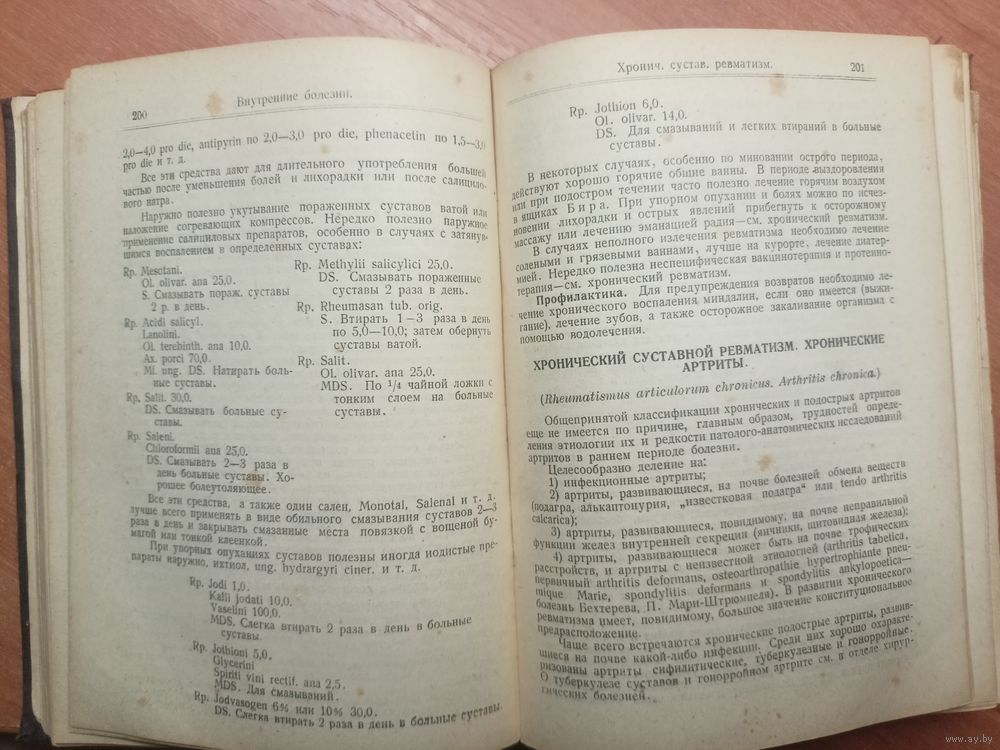 200
Внутренние болезни.
2,0—4,0 pro die, antipyrin по 2,0—3,0 pro die, phenacetin по 1,5—3,0
pro die и т. д.
Все эти средства дают для длительного употребления большей
частью после уменьшения болей и лихорадки или после салицило-
вого натра.
Наружно полезно укутывание пораженных суставов ватой или
наложение согревающих компрессов. Нередко полезно наружное
применение салициловых препаратов, особенно в случаях с затянув-
шимся воспалением в определенных суставах:
Rp. Mesotani.
Ol. olivar. ana 25,0.
S. Смазывать пораж. суставы
2 р. в день.
Rp. Acidi salicyl.
Lanolini.
Ol. terebinth. ana 10,0.
Ax. porci 70,0.
Mf. ung. DS. Натирать боль-
ные суставы.
Rp. Salit. 30,0.
DS. Смазывать больные су-
ставы.
Rp. Saleni.
Chloroformii ana 25,0.
DS. Смазывать 2—3 раза в
день больные суставы. Хо-
рошее болеутоляющее.
Rp. Methylii salicylici 25,0.
DS. Смазывать пораженные
суставы 2 раза в день.
Rp. Rheumasan tub. orig.
S. Втирать 1—3 раза в день
по 5,0—10,0; затем обернуть
суставы ватой.
Rp. Salit.
Ol. olivar. ana 25,0.
MDS. По 1/4 чайной ложки с
тонким слоем на больные
суставы.
Все эти средства, а также один сален, Monotal, Salenal и т. д.
лучше всего применять в виде обильного смазывания суставов 2—3
раза в день и закрывать смазанные места повязкой с вощеной бу-
магой или тонкой клеенкой.
При упорных опуханиях суставов полезны иногда иодистые пре-
параты наружно, ихтиол, ung. hydrargyri ciner. и т. д.
Rp. Jodi 1,0.
Kalii jodati 10,0.
Vaselini 100,0.
MDS. Слегка втирать 2 раза в день в больные
суставы.
Rp. Jothioni 5,0.
Glycerini
Spiriti vini rectif. ana 2,5.
MDS. Для смазываний.
Rp. Jodvasogen 6% или 10% 30,0.
DS. Слегка втирать 2 раза в день в больные суставы.
Хронич. сустав. ревматизм.
201
Rp. Jothion 6,0.
Ol. olivar. 14,0.
DS. Для смазываний и легких втираний в больные
суставы.
В некоторых случаях, особенно по миновании острого периода,
действуют хорошо горячие общие ванны. В периоде выздоровления
или при подостром течении часто полезно лечение горячим воздухом
в ящиках Бира. При упорном опухании и болях можно по исчез-
новении лихорадки и острых явлений прибегнуть к осторожному
массажу или лечению эманацией радия—см. хронический ревматизм.
В случаях неполного излечения ревматизма необходимо лечение
солеными и грязевыми ваннами, лучше на курорте, лечение диатер-
мией. Нередко полезна неспецифическая вакцинотерапия и протеино-
терапия—см. хронический ревматизм.
Профилактика. Для предупреждения возвратов необходимо ле-
чение хронического воспаления миндалин, если оно имеется (выжи-
гание), лечение зубов, а также осторожное закаливание организма с
помощью водолечения.
ХРОНИЧЕСКИЙ СУСТАВНОЙ РЕВМАТИЗМ. ХРОНИЧЕСКИЕ
АРТРИТЫ.
(Rheumatismus articulorum chronicus. Arthritis chronica.)
Общепринятой классификации хронических и подострых артритов
еще не имеется по причине, главным образом, трудностей опреде-
ления этиологии их и редкости патолого-анатомических исследований
артритов в раннем периоде болезни.
Целесообразно деление на:
1) инфекционные артриты;
2) артриты, развивающиеся, на почве болезней обмена веществ
(подагра, алькаптонурия, „известковая подагра“ или tendo arthritis
calcarica);
3) артриты, развивающиеся, повидимому, на почве неправильной
функции желез внутренней секреции (яичники, щитовидная железа);
4) артриты, развивающиеся может быть на почве трофических
расстройств, и артриты с неизвестной этиологией (arthritis tabetica,
первичный arthritis deformans, osteoarthropathie hypertrophiante pneu-
mique Marie, spondylitis deformans и spondylitis ankylopoetica—
болезнь Бехтерева, П. Мари-Штрюмпеля). В развитии хронического
ревматизма имеет, повидимому, большое значение конституциональное
предрасположение.
Чаще всего встречаются хронические подострые артриты, развив-
шиеся на почве какой-либо инфекции. Среди них хорошо охаракте-
ризованы артриты сифилитические, туберкулезные и гонорройные.
О туберкулезе суставов и гонорройном артрите см. в отделе хирур-
гических болезней.
www.ay.by